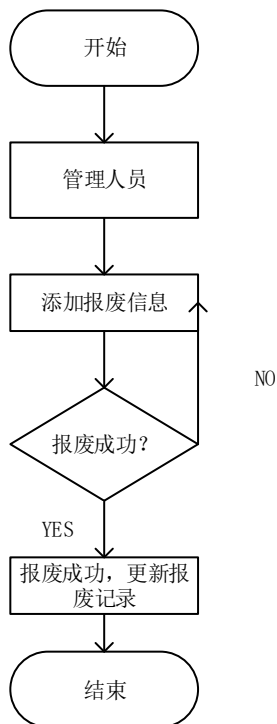 开始
管理人员
添加报废信息
NO
报废成功？
YES
报废成功，更新报
废记录
结束